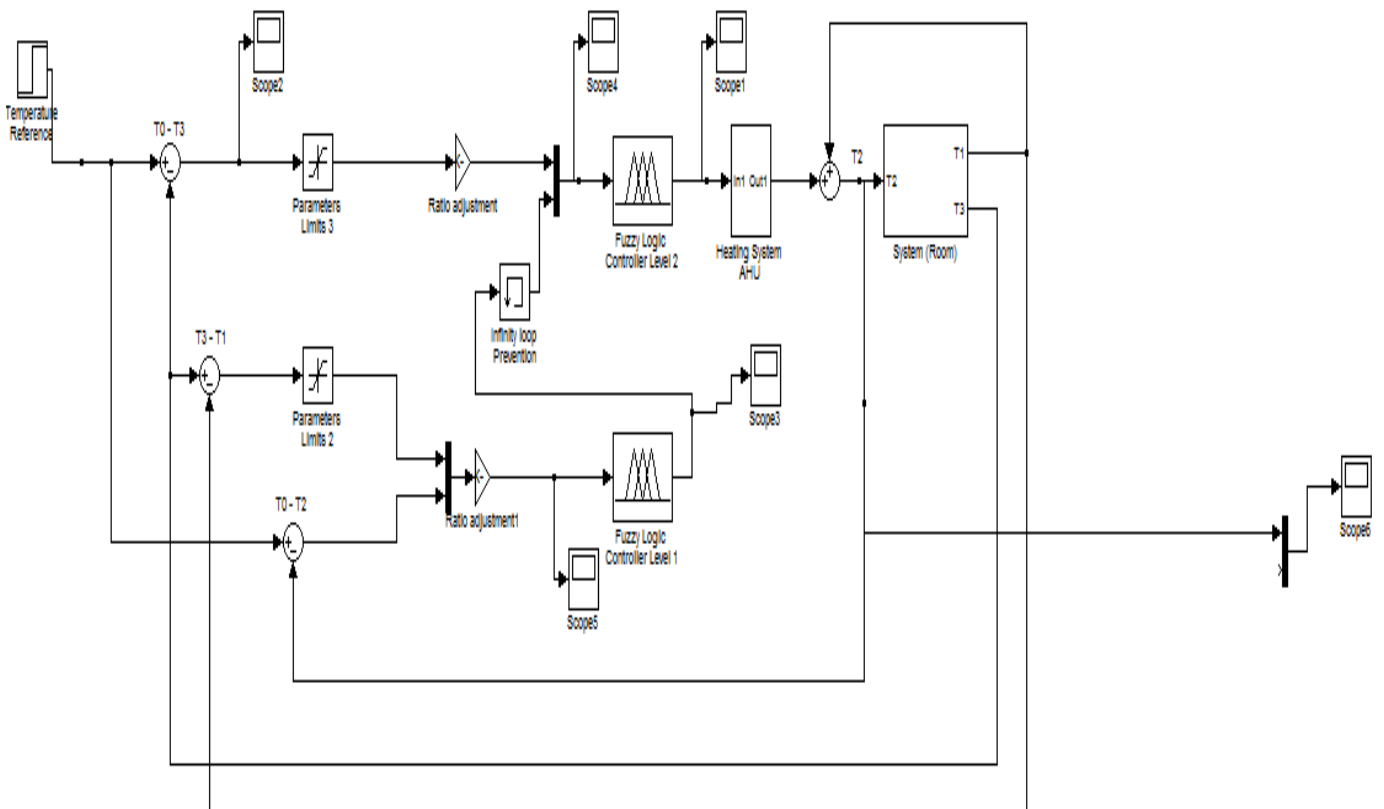 Scope2
Scope4
Scope1
Temperature
Reference
T0 - T3
Parameters
Limits 3
Ratio adjustment
Fuzzy Logic
Controller Level 2
In1 Out1
Heating System
AHU
T2
T2
T1
T3
System (Room)
Infinity loop
Prevention
T3 - T1
Parameters
Limits 2
Scope3
T0 - T2
Ratio adjustment1
Fuzzy Logic
Controller Level 1
Scope5
Scope6